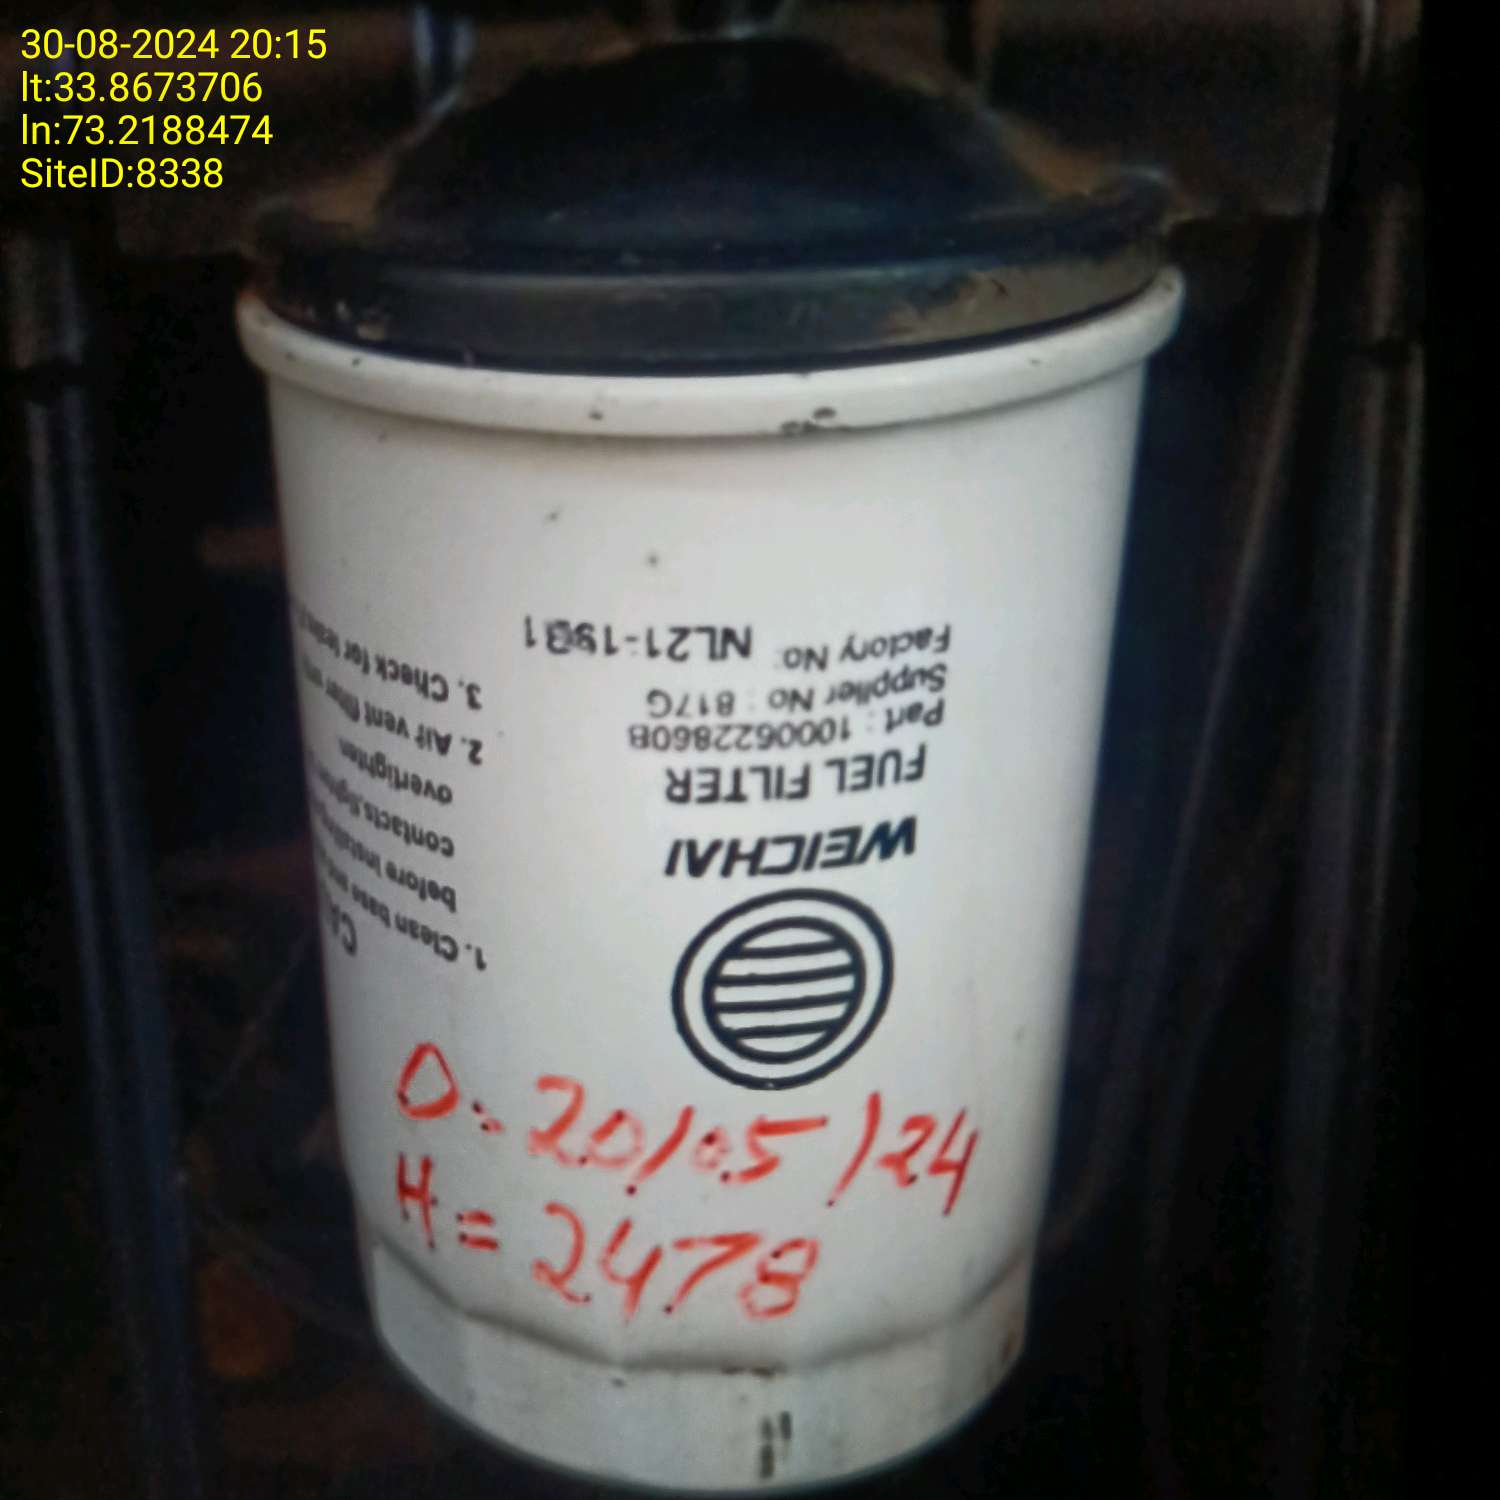 30-08-2024 20:15
lt:33.8673706
ln:73.2188474
SiteID:8338
WEICHAI
FUEL FILTER
Part : 1000622860B
Supplier No : 817G
Factory No: NL21-19
1. Clean base
before
contacts,
overtighten
2. Air vent filter
3. Check for
D: 20/05/24
H = 2478